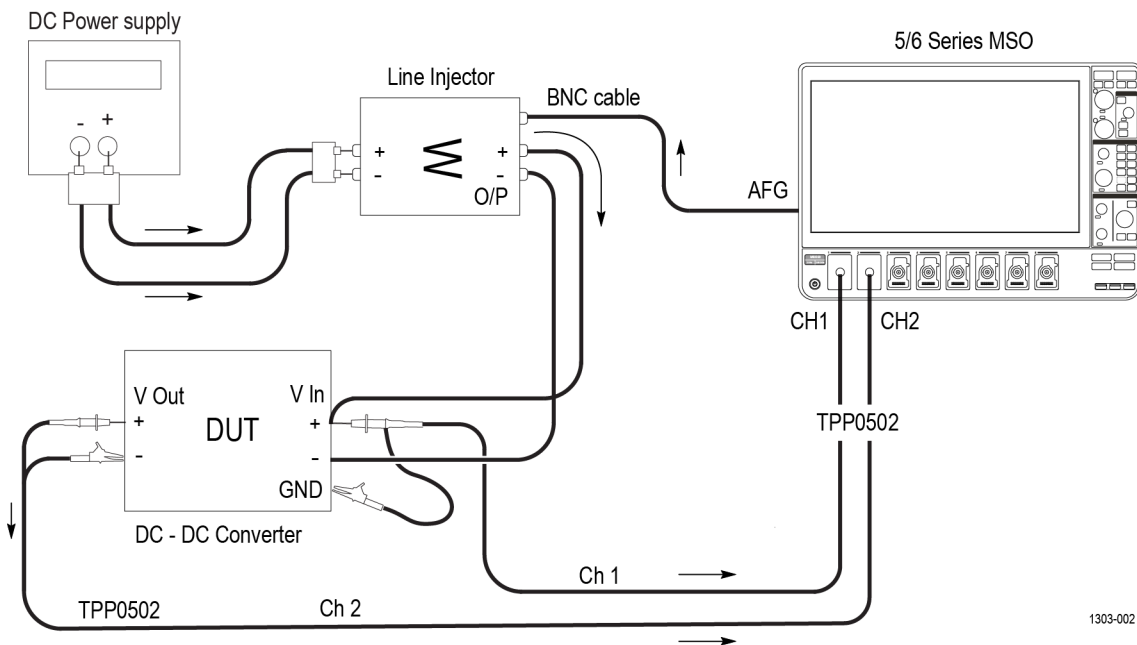 DC Power supply
- +
Line Injector
+ +
- -
O/P
BNC cable
5/6 Series MSO
AFG
CH1 CH2
TPP0502
V Out V In
+ DUT +
- -
GND
DC - DC Converter
Ch 1
TPP0502 Ch 2
1303-002